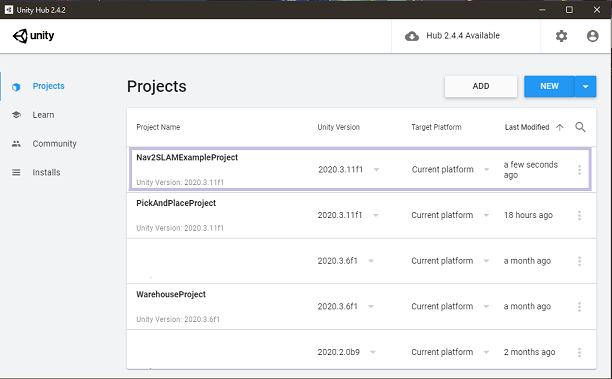 Unity Hub 2.4.2
unity
Hub 2.4.4 Available
Projects
Learn
Community
Installs
Projects
ADD
NEW
Project Name Unity Version Target Platform Last Modified
Nav2SLAMExampleProject
Unity Version: 2020.3.11f1
2020.3.11f1 Current platform a few seconds
ago
PickAndPlaceProject
Unity Version: 2020.3.11f1
2020.3.11f1 Current platform 18 hours ago
2020.3.6f1 Current platform a month ago
WarehouseProject
Unity Version: 2020.3.6f1
2020.3.6f1 Current platform a month ago
2020.2.0b9 Current platform 2 months ago